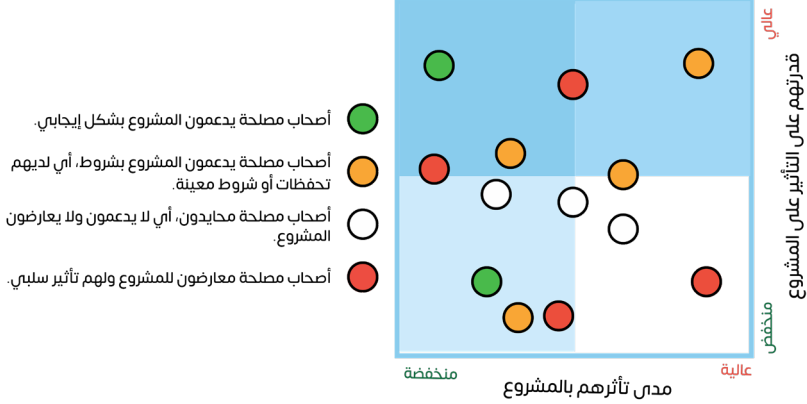 عالي
قدرتهم على التأثير على المشروع
منخفض
أصحاب مصلحة يدعمون المشروع بشكل إيجابي.
أصحاب مصلحة يدعمون المشروع بشروط، أي لديهم
تحفظات أو شروط معينة.
أصحاب مصلحة محايدون، أي لا يدعمون ولا يعارضون
المشروع.
أصحاب مصلحة معارضون للمشروع ولهم تأثير سلبي.
عالية
منخفضة
مدى تأثرهم بالمشروع